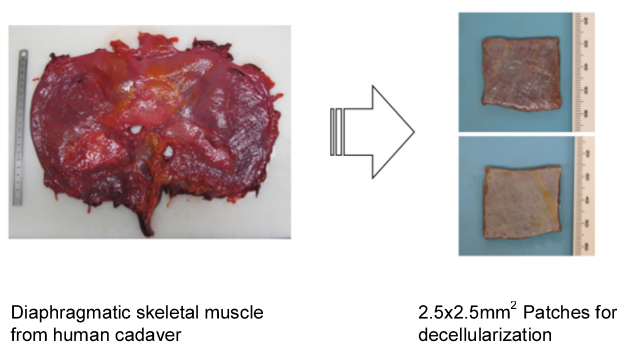 Diaphragmatic skeletal muscle
from human cadaver
2.5x2.5mm² Patches for
decellularization